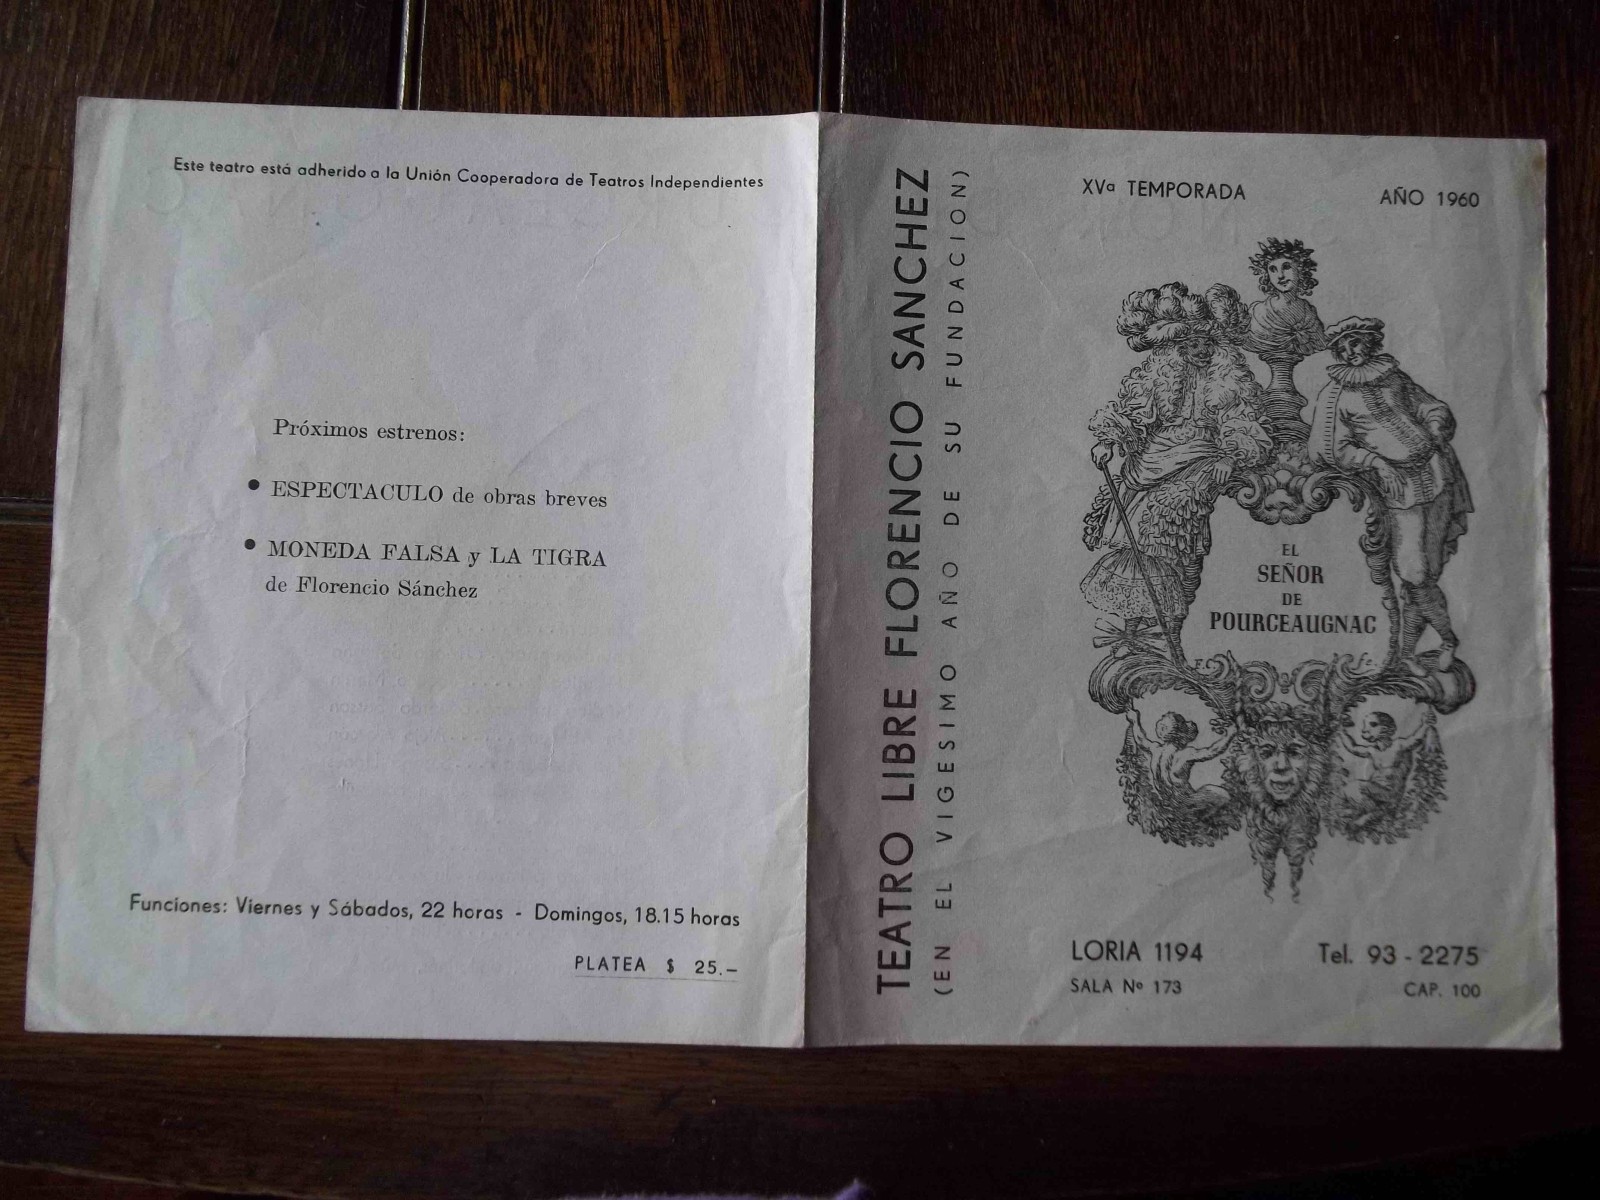 Este teatro está adherido a la Unión Cooperadora de Teatros Independientes
Próximos estrenos:
● ESPECTACULO de obras breves
● MONEDA FALSA y LA TIGRA
de Florencio Sánchez
Funciones: Viernes y Sábados, 22 horas - Domingos, 18.15 horas
PLATEA $ 25.—
TEATRO LIBRE FLORENCIO SANCHEZ
(EN EL VIGESIMO AÑO DE SU FUNDACION)
XVª TEMPORADA AÑO 1960
EL
SEÑOR
DE
POURCEAUGNAC
F.C. fc.
LORIA 1194 Tel. 93 - 2275
SALA Nº 173 CAP. 100